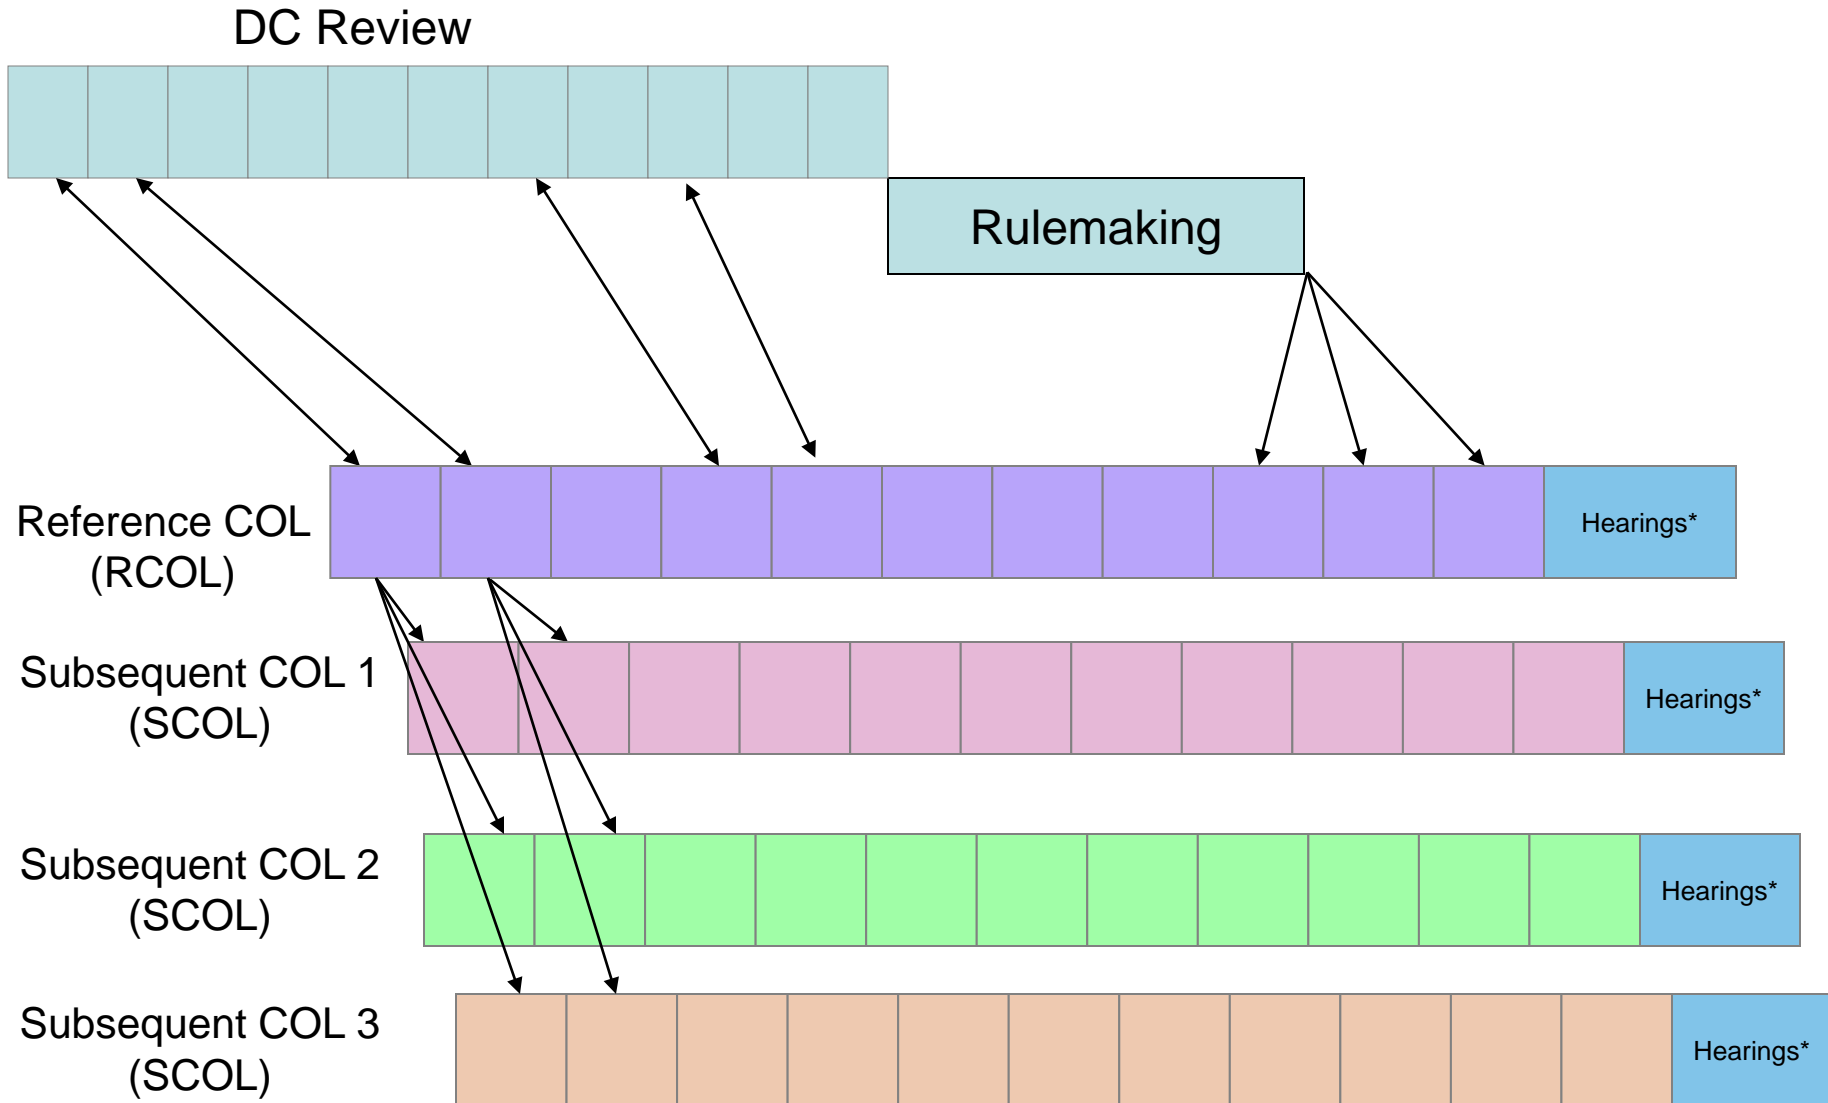 DC Review
Rulemaking
Reference COL
(RCOL)
Hearings*
Subsequent COL 1
(SCOL)
Hearings*
Subsequent COL 2
(SCOL)
Hearings*
Subsequent COL 3
(SCOL)
Hearings*